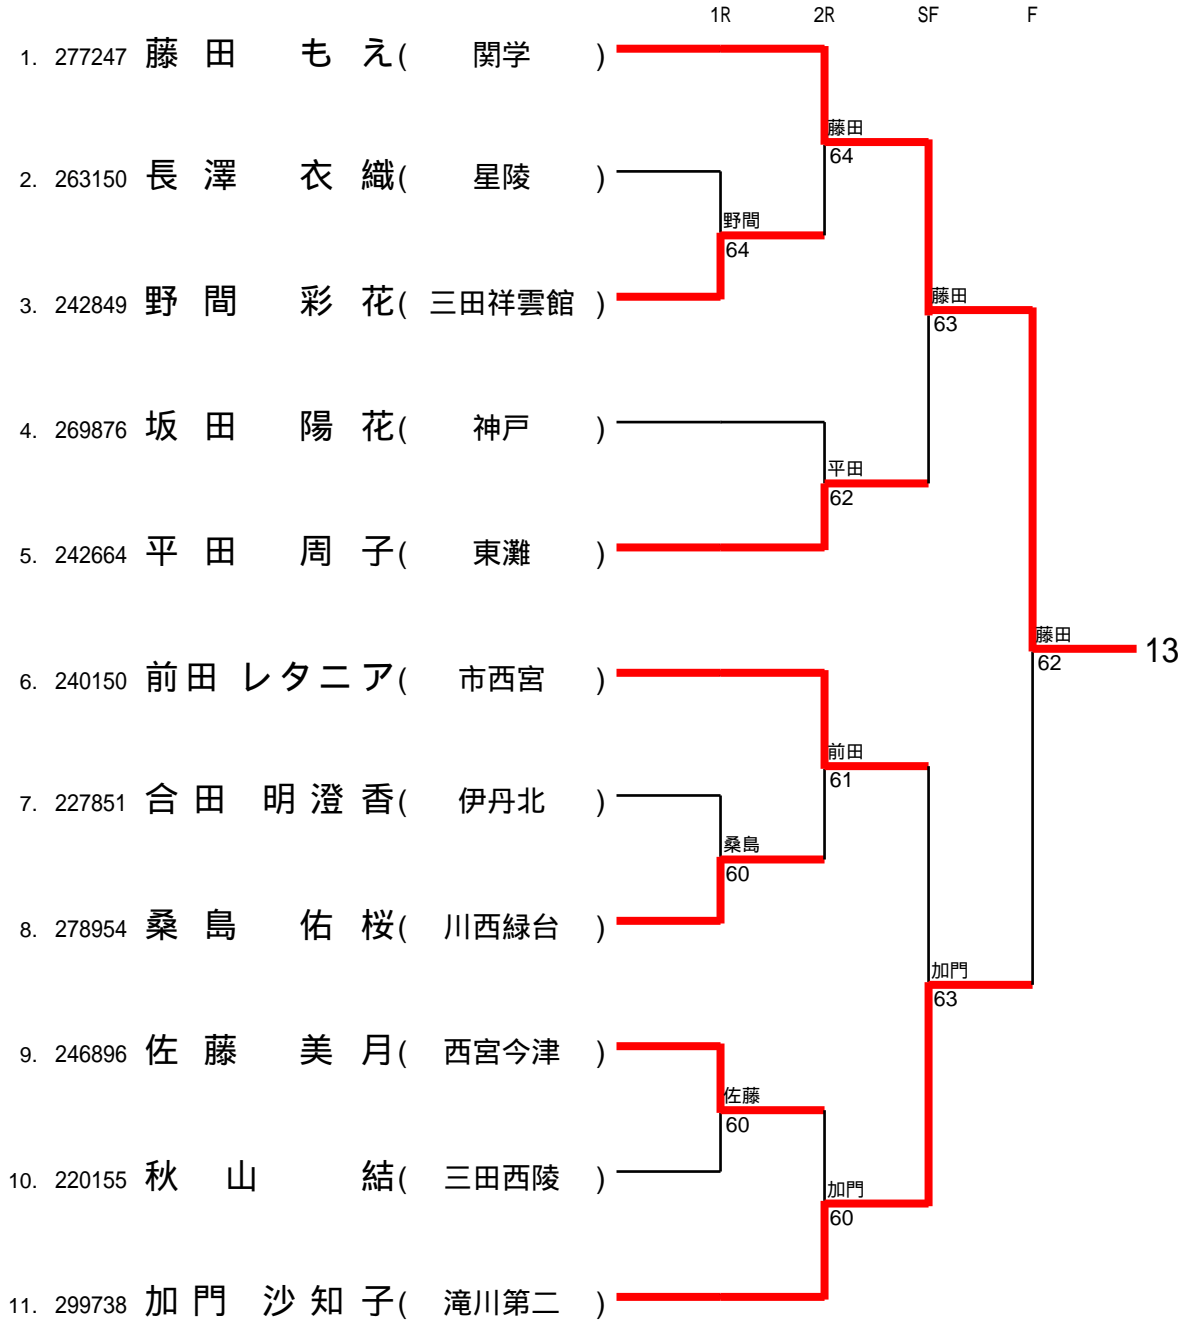 1R 2R SF F
1. 277247 藤田 もえ( 関学 )
藤田
64
2. 263150 長澤 衣織( 星陵 )
野間
64
3. 242849 野間 彩花( 三田祥雲館 )
藤田
63
4. 269876 坂田 陽花( 神戸 )
平田
62
5. 242664 平田 周子( 東灘 )
藤田
62
13
6. 240150 前田 レタニア( 市西宮 )
前田
61
7. 227851 合田 明澄香( 伊丹北 )
桑島
60
8. 278954 桑島 佑桜( 川西緑台 )
加門
63
9. 246896 佐藤 美月( 西宮今津 )
佐藤
60
10. 220155 秋山 結( 三田西陵 )
加門
60
11. 299738 加門 沙知子( 滝川第二 )